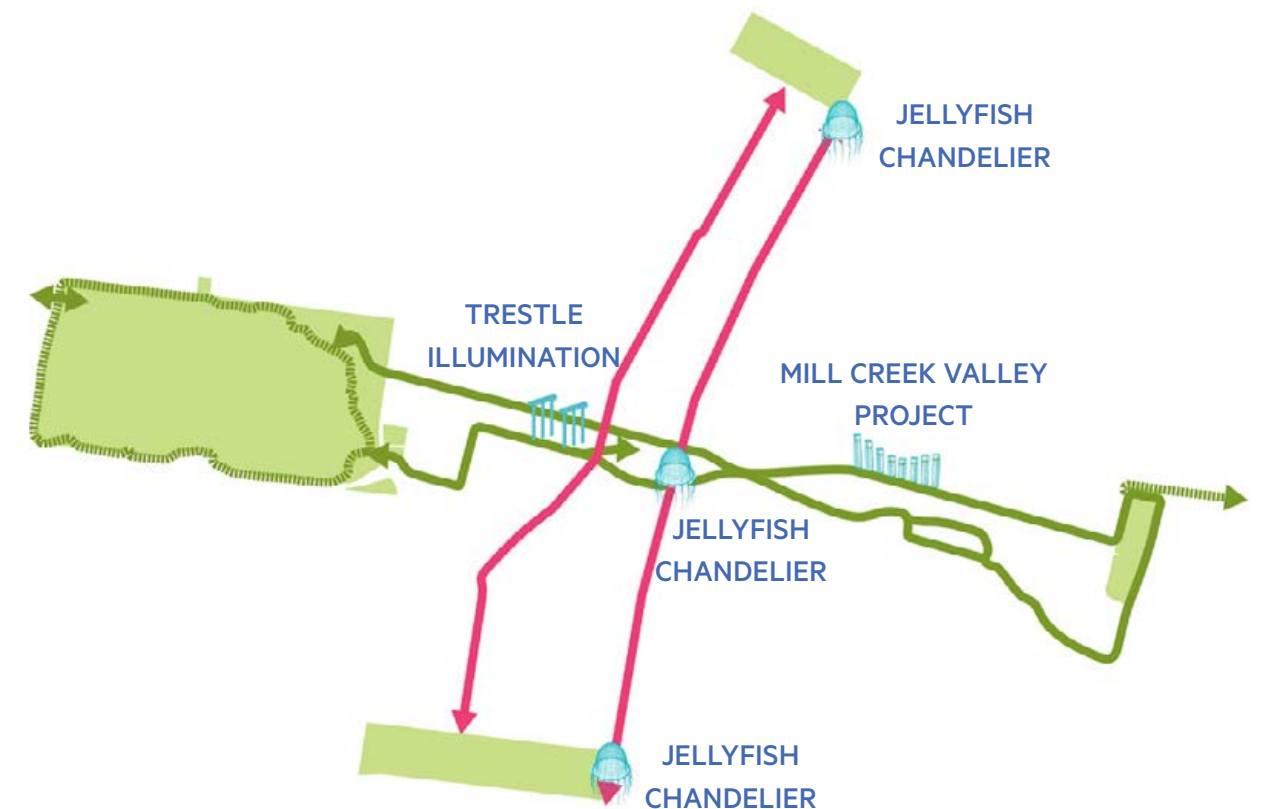 JELLYFISH
CHANDELIER
TRESTLE
ILLUMINATION
MILL CREEK VALLEY
PROJECT
JELLYFISH
CHANDELIER
JELLYFISH
CHANDELIER